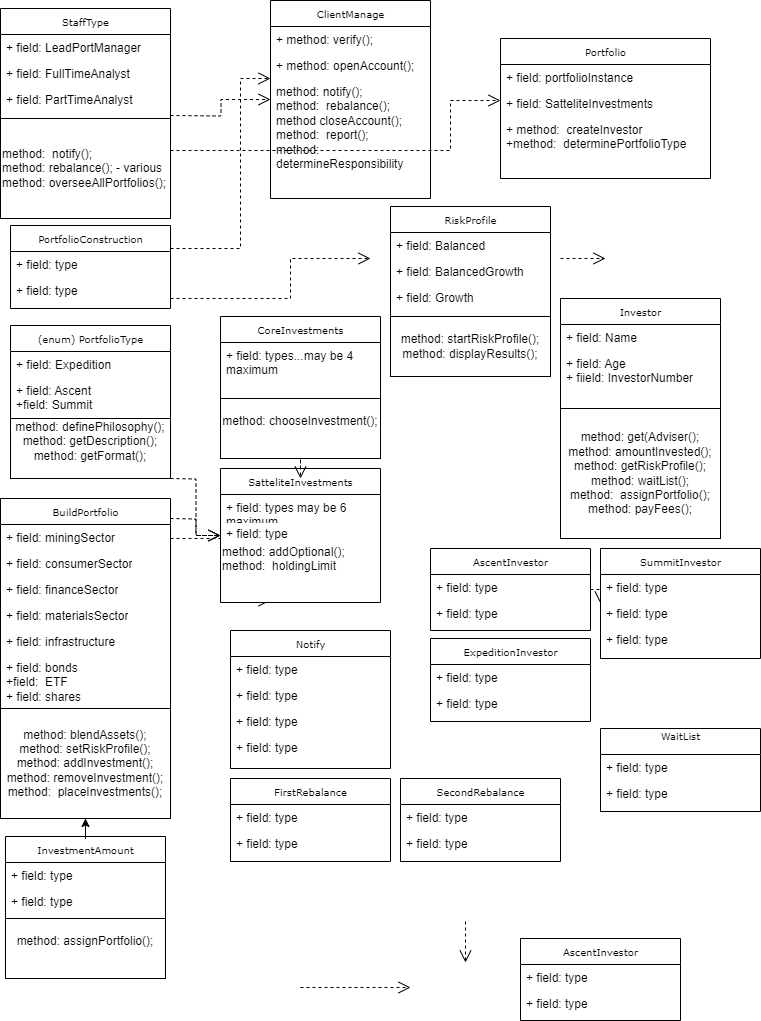 StaffType
+ field: LeadPortManager
+ field: FullTimeAnalyst
+ field: PartTimeAnalyst
method:  notify();
method: rebalance(); - various
method: overseeAllPortfolios();
ClientManage
+ method: verify();
+ method: openAccount();
method: notify();
method:  rebalance();
method closeAccount();
method:  report();
method:
determineResponsibility
Portfolio
+ field: portfolioInstance
+ field: SatteliteInvestments
+ method:  createInvestor
+method:  determinePortfolioType
PortfolioConstruction
+ field: type
+ field: type
RiskProfile
+ field: Balanced
+ field: BalancedGrowth
+ field: Growth
method: startRiskProfile();
method: displayResults();
Investor
+ field: Name
+ field: Age
+ fiield: InvestorNumber
method: get(Adviser();
method: amountInvested();
method: getRiskProfile();
method: waitList();
method:  assignPortfolio();
method: payFees();
(enum) PortfolioType
+ field: Expedition
+ field: Ascent
+field: Summit
method: definePhilosophy();
method: getDescription();
method: getFormat();
CoreInvestments
+ field: types...may be 4
maximum
method: chooseInvestment();
SatteliteInvestments
+ field: types may be 6
maximum
+ field: type
method: addOptional();
method:  holdingLimit
BuildPortfolio
+ field: miningSector
+ field: consumerSector
+ field: financeSector
+ field: materialsSector
+ field: infrastructure
+ field: bonds
+field:  ETF
+ field: shares
method: blendAssets();
method: setRiskProfile();
method: addInvestment();
method: removeInvestment();
method:  placeInvestments();
AscentInvestor
+ field: type
+ field: type
SummitInvestor
+ field: type
+ field: type
+ field: type
ExpeditionInvestor
+ field: type
+ field: type
Notify
+ field: type
+ field: type
+ field: type
+ field: type
WaitList
+ field: type
+ field: type
FirstRebalance
+ field: type
+ field: type
SecondRebalance
+ field: type
+ field: type
InvestmentAmount
+ field: type
+ field: type
method: assignPortfolio();
AscentInvestor
+ field: type
+ field: type